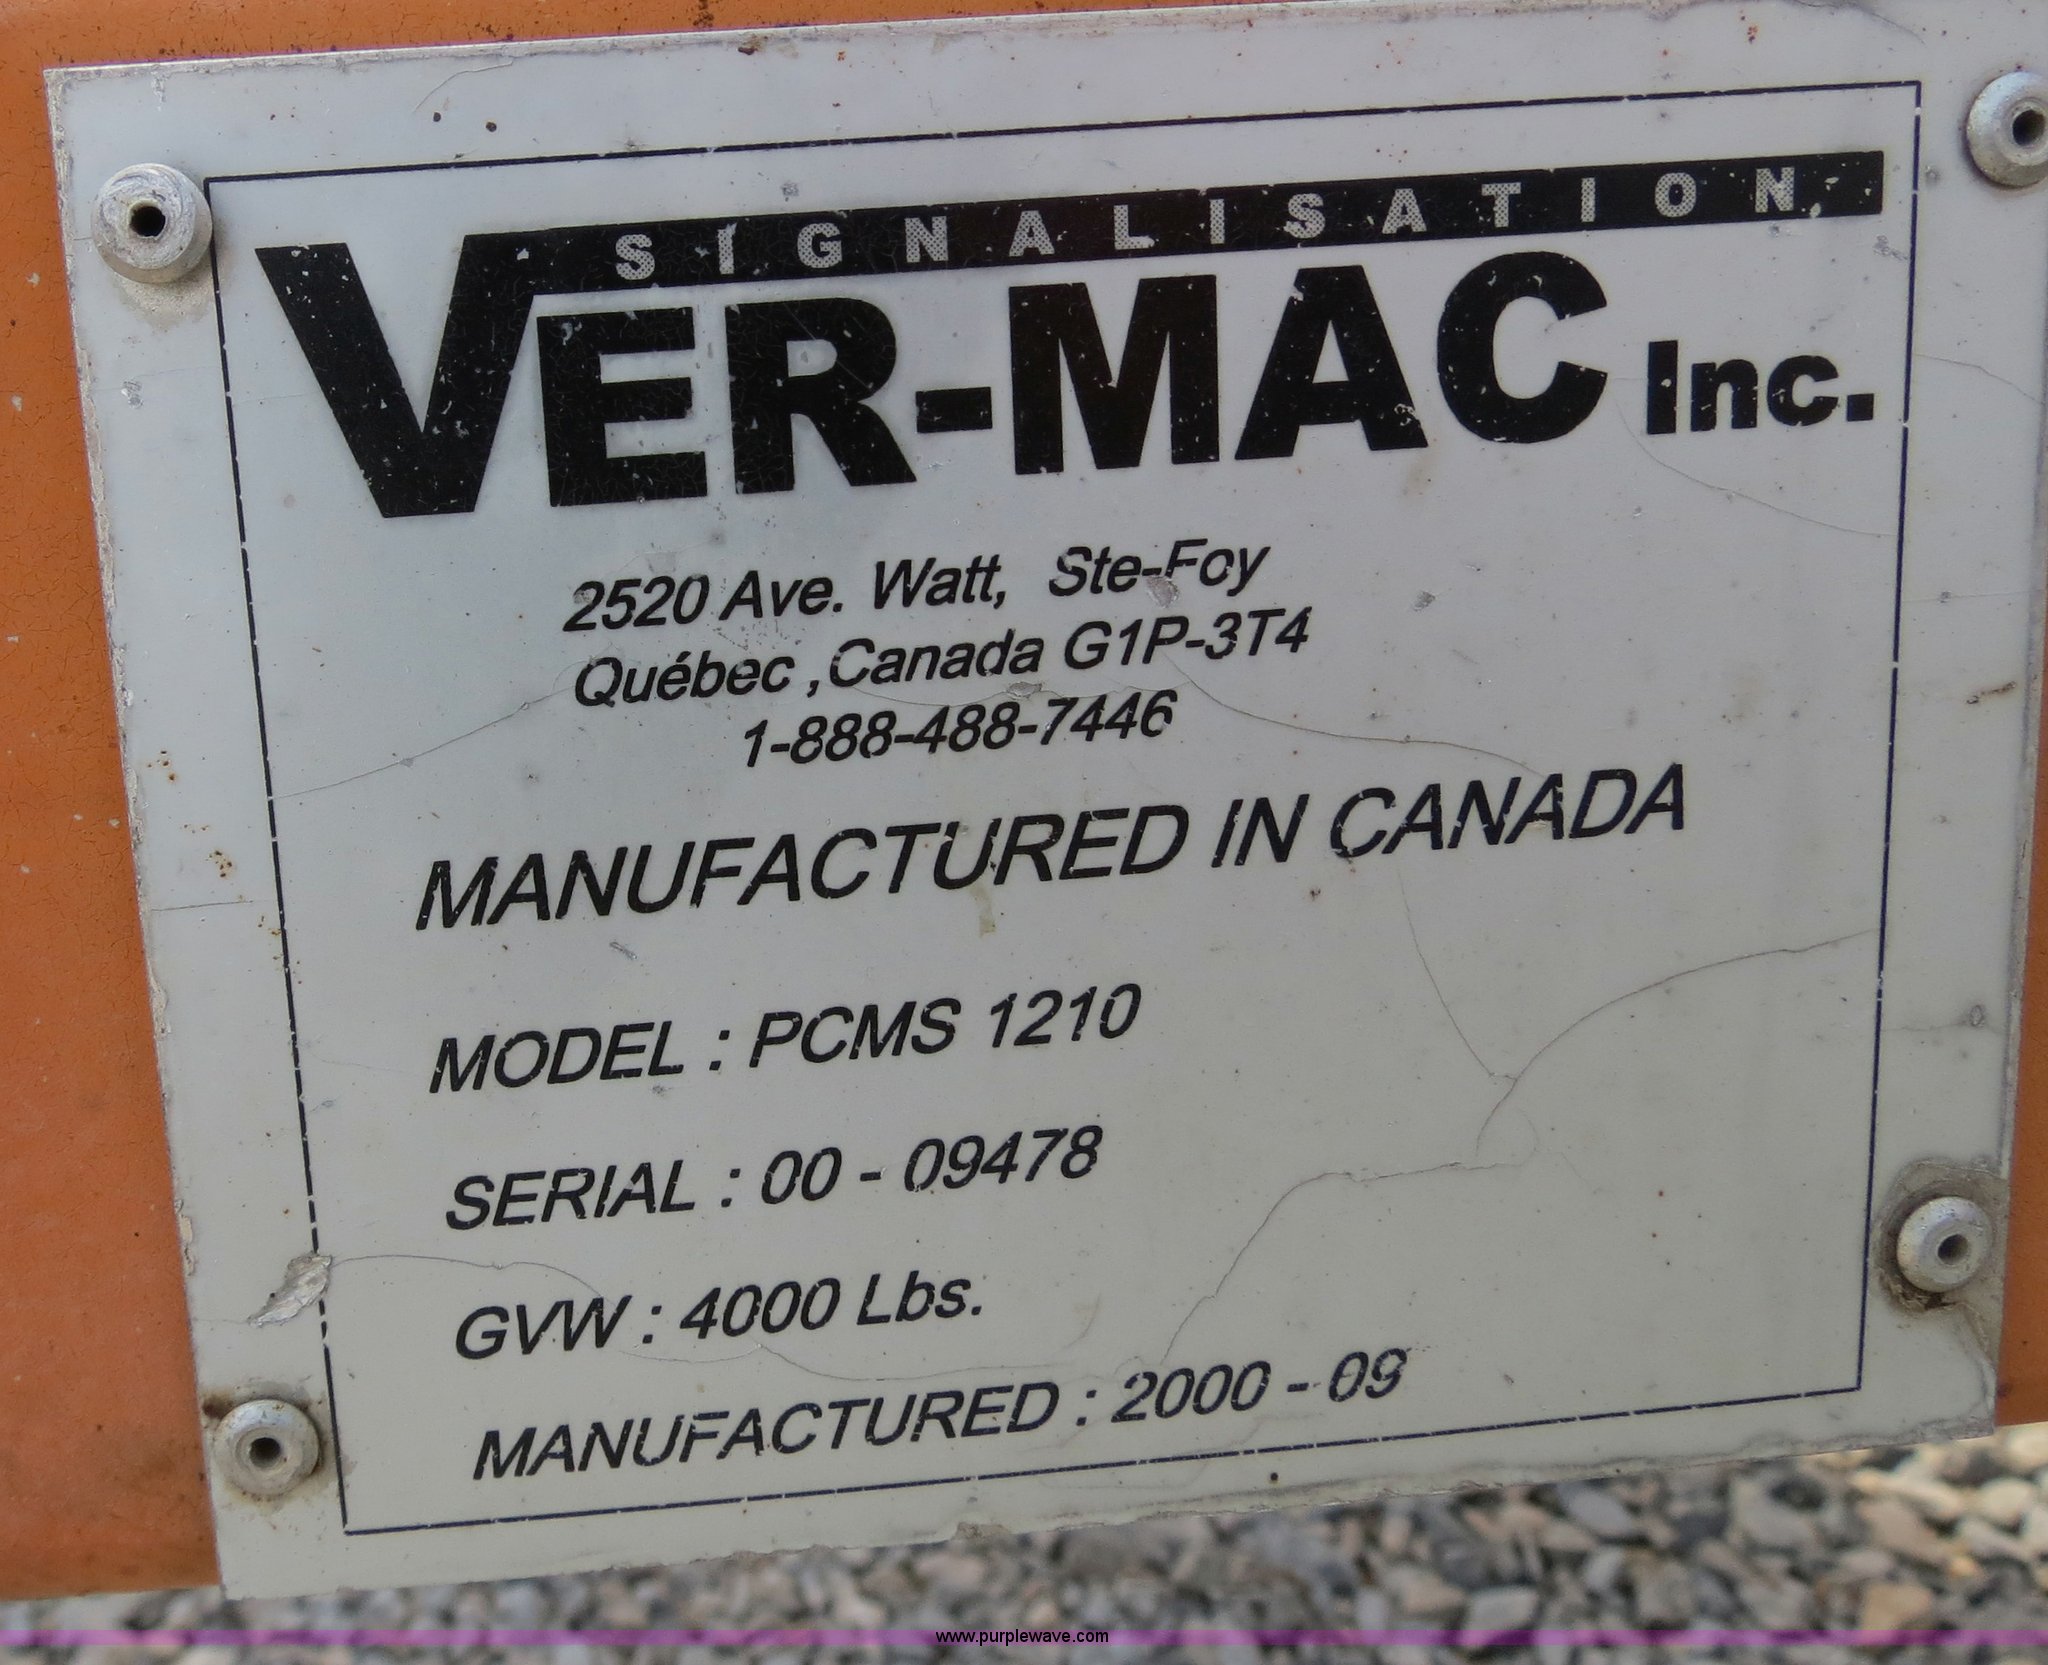 SIGNALISATION
VER-MAC Inc.
2520 Ave. Watt, Ste-Foy
Québec ,Canada G1P-3T4
1-888-488-7446
MANUFACTURED IN CANADA
MODEL : PCMS 1210
SERIAL : 00 - 09478
GVW : 4000 Lbs.
MANUFACTURED : 2000 - 09
www.purplewave.com